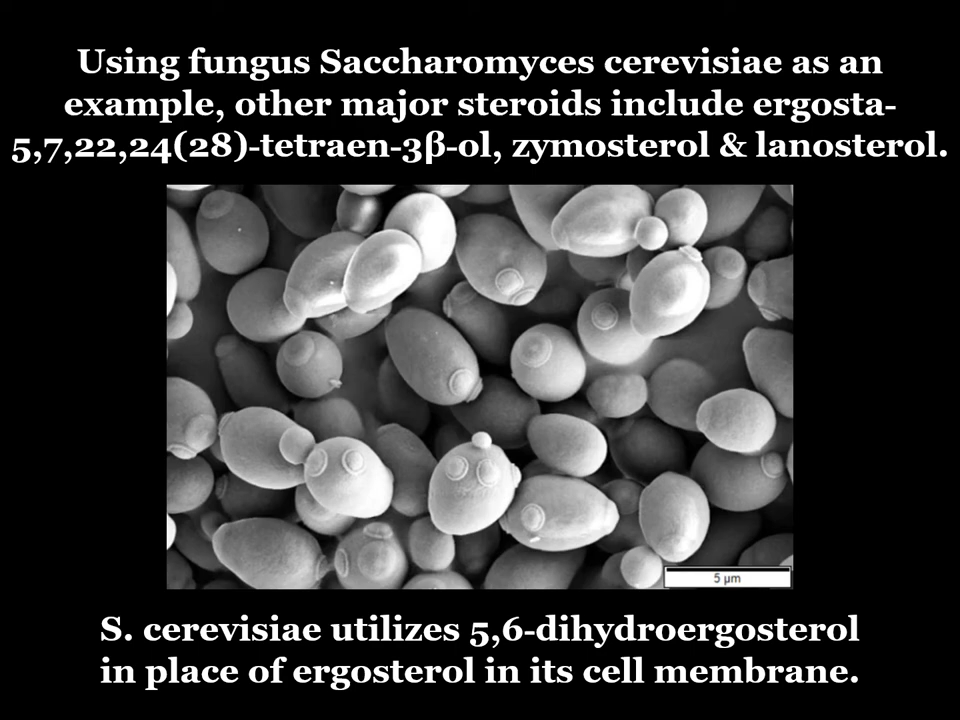 Using fungus Saccharomyces cerevisiae as an
example, other major steroids include ergosta-
5,7,22,24(28)-tetraen-3β-ol, zymosterol & lanosterol.
5 µm
S. cerevisiae utilizes 5,6-dihydroergosterol
in place of ergosterol in its cell membrane.